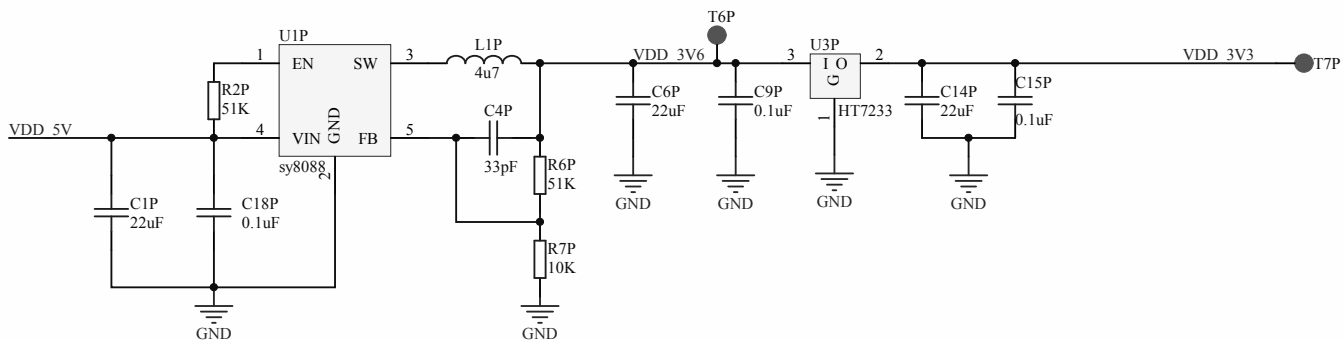 T6P
U1P
1
EN
SW
3
L1P
4u7
VDD_3V6
3
U3P
I O
G
2
VDD_3V3
T7P
R2P
51K
C4P
33pF
C6P
22uF
C9P
0.1uF
1
HT7233
C14P
22uF
C15P
0.1uF
VDD_5V
4
VIN
GND
FB
5
sy8088
2
R6P
51K
C1P
22uF
C18P
0.1uF
R7P
10K
GND
GND
GND
GND
GND
GND